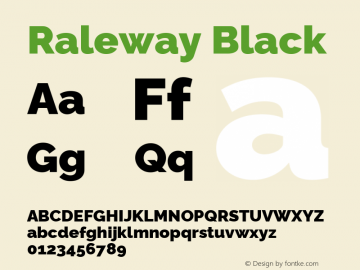 Raleway Black
Aa
Ff
a
Gg
Qq
ABCDEFGHIJKLMNOPQRSTUVWXYZ
abcdefghijklmnopqrstuvwxyz
0123456789
© Design by fontke.com